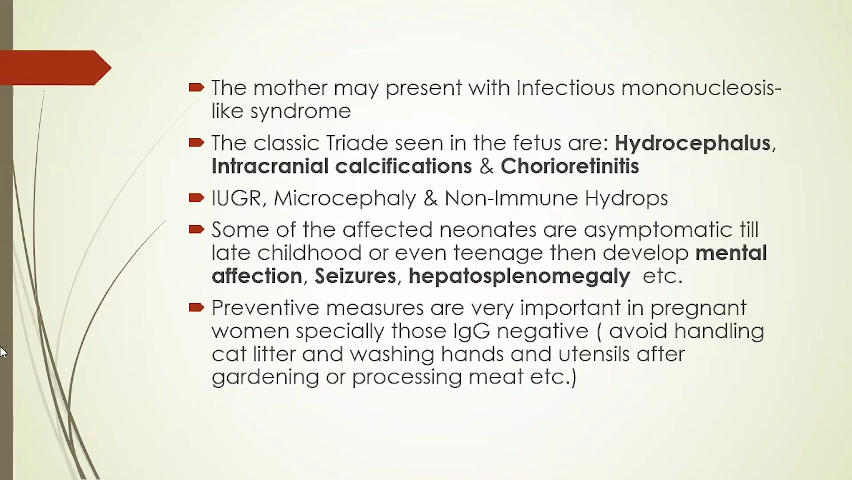 The mother may present with Infectious mononucleosis-
like syndrome
The classic Triade seen in the fetus are: Hydrocephalus,
Intracranial calcifications & Chorioretinitis
IUGR, Microcephaly & Non-Immune Hydrops
Some of the affected neonates are asymptomatic till
late childhood or even teenage then develop mental
affection, Seizures, hepatosplenomegaly etc.
Preventive measures are very important in pregnant
women specially those IgG negative ( avoid handling
cat litter and washing hands and utensils after
gardening or processing meat etc.)